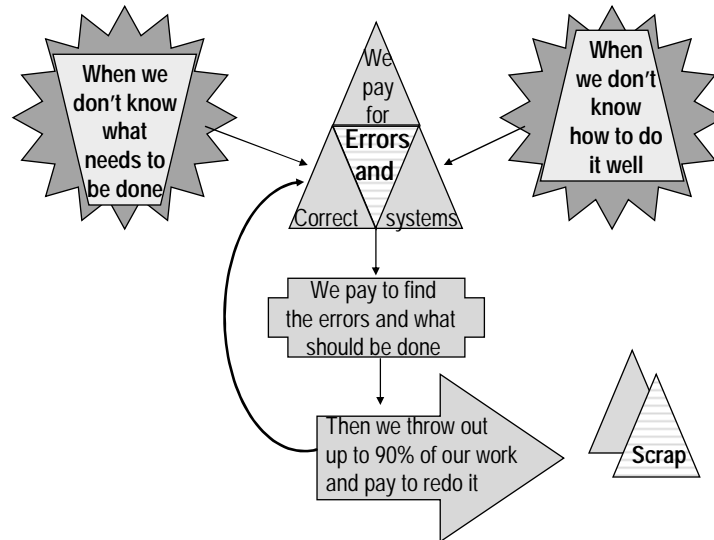 When we
don't know
what
needs to
be done
We
pay
for
Errors and
Correct systems
When
we don't
know
how to do
it well
We pay to find
the errors and what
should be done
Then we throw out
up to 90% of our work
and pay to redo it
Scrap